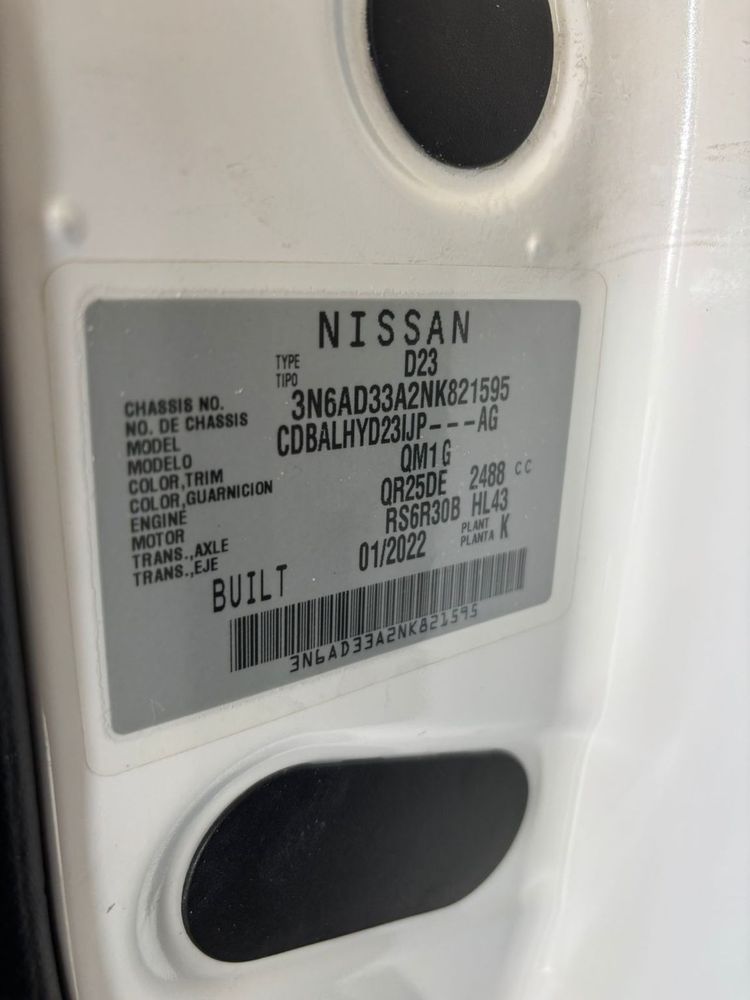 NISSAN
TYPE
TIPO
D23
CHASSIS NO.
NO. DE CHASSIS
3N6AD33A2NK821595
MODEL
MODELO
CDBALHYD23IJP---AG
COLOR,TRIM
COLOR,GUARNICION
QM1 G
ENGINE
MOTOR
QR25DE 2488 CC
TRANS.,AXLE
TRANS.,EJE
RS6R30B HL43
PLANT
PLANTA
K
BUILT 01/2022
3N6AD33A2NK821595